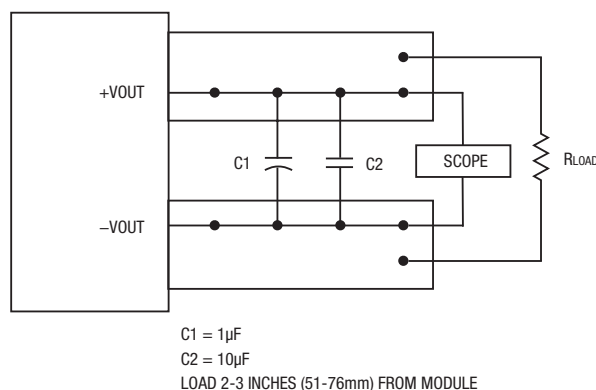 +VOUT
C1
C2
SCOPE
RLOAD
−VOUT
C1 = 1µF
C2 = 10µF
LOAD 2-3 INCHES (51-76mm) FROM MODULE